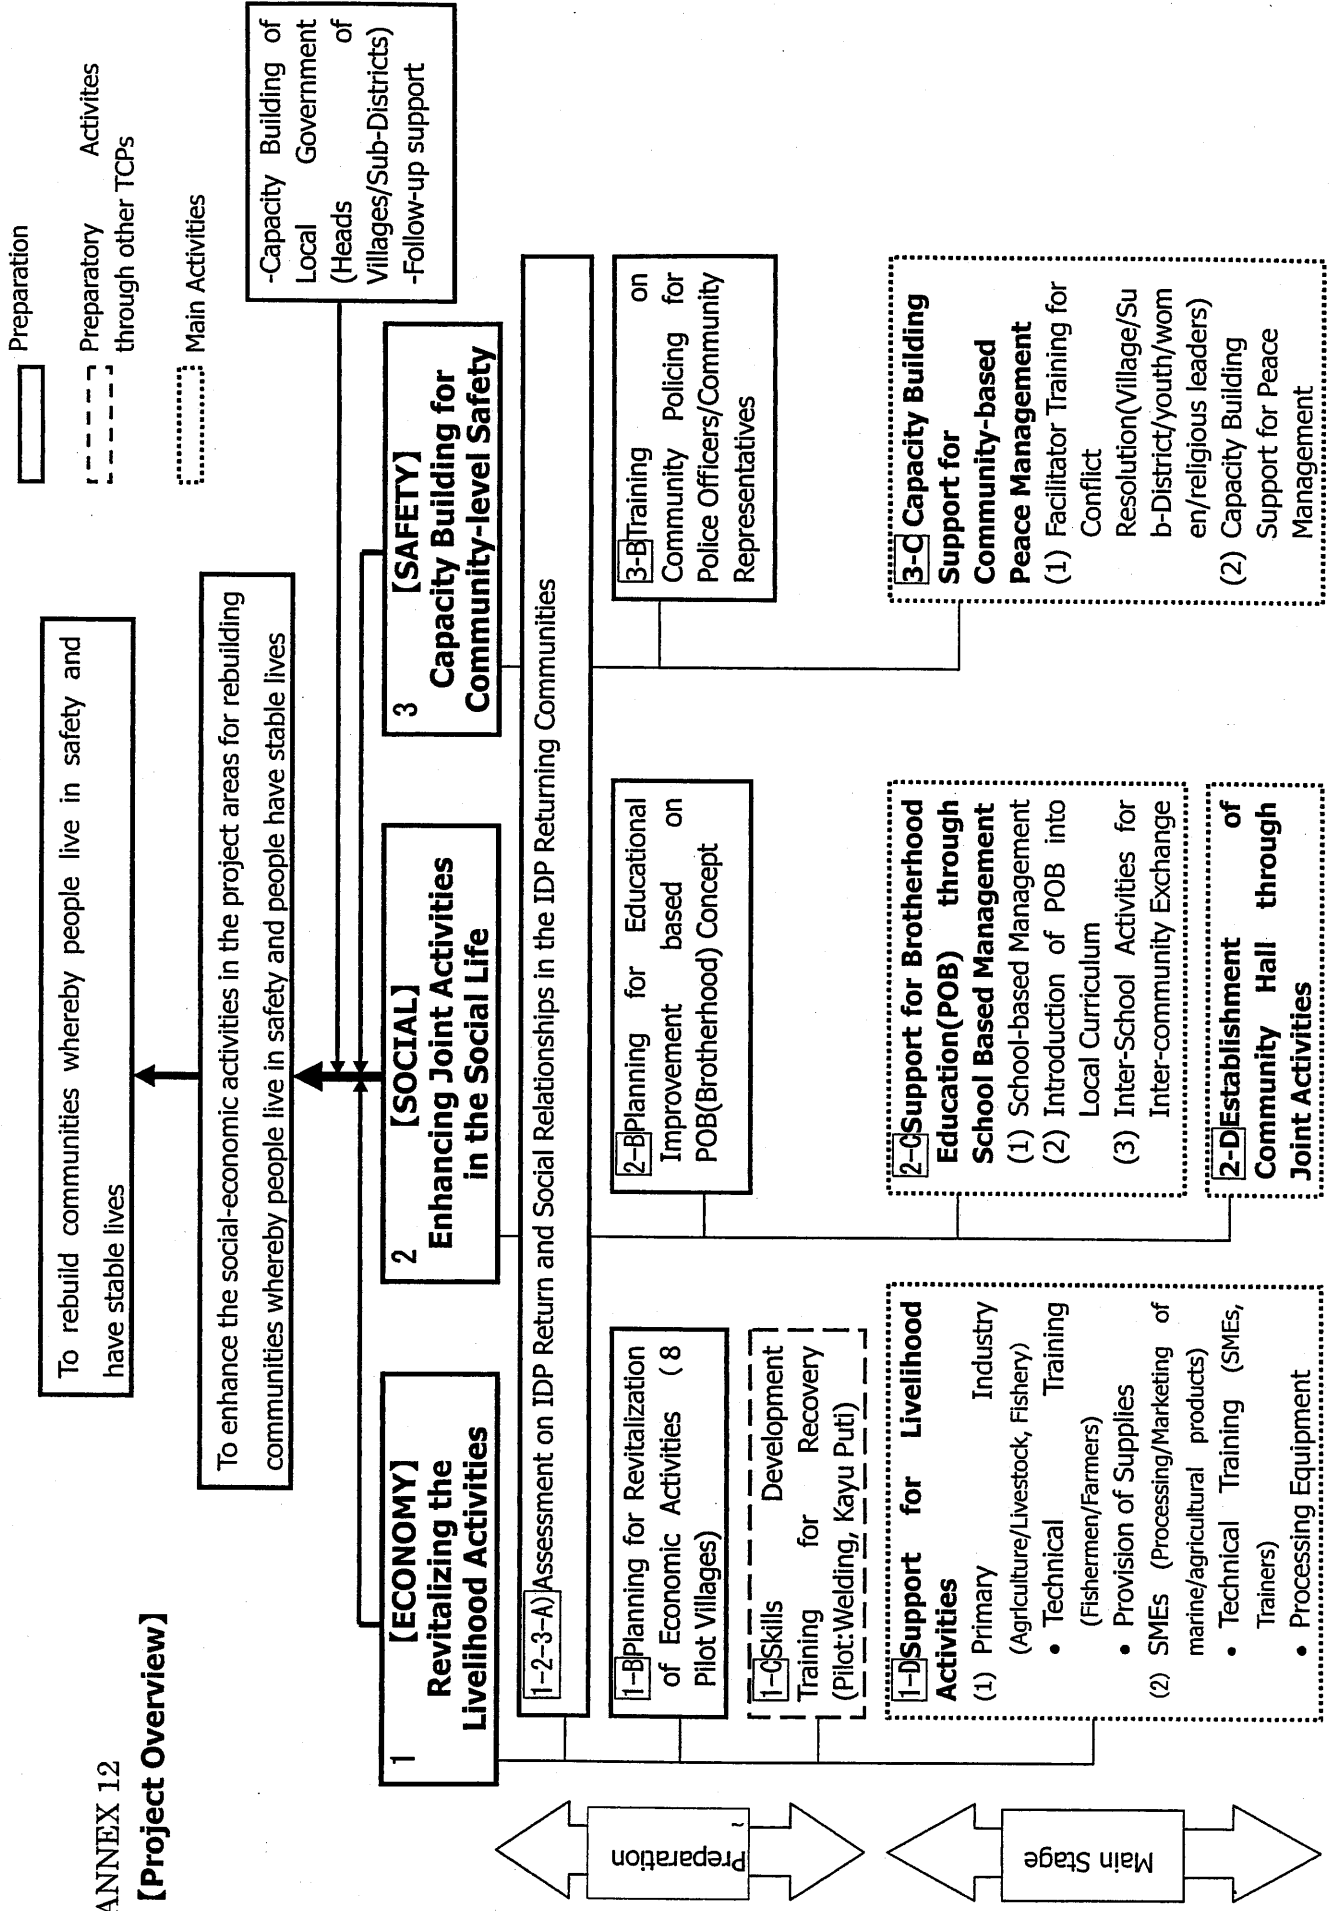 ANNEX 12
【Project Overview】
Preparation
Preparatory Activites
through other TCPs
Main Activities
To rebuild communities whereby people live in safety and
have stable lives
To enhance the social-economic activities in the project areas for rebuilding
communities whereby people live in safety and people have stable lives
-Capacity Building of
Local Government
(Heads of
Villages/Sub-Districts)
-Follow-up support
1 【ECONOMY】
Revitalizing the
Livelihood Activities
2 【SOCIAL】
Enhancing Joint Activities
in the Social Life
3 【SAFETY】
Capacity Building for
Community-level Safety
1-2-3-A) Assessment on IDP Return and Social Relationships in the IDP Returning Communities
Preparation
~
1-B Planning for Revitalization
of Economic Activities (8
Pilot Villages)
1-C Skills Development
Training for Recovery
(Pilot:Welding, Kayu Puti)
2-B Planning for Educational
Improvement based on
POB(Brotherhood) Concept
3-B Training on
Community Policing for
Police Officers/Community
Representatives
Main Stage
1-D Support for Livelihood
Activities
(1) Primary Industry
(Agriculture/Livestock, Fishery)
• Technical Training
(Fishermen/Farmers)
• Provision of Supplies
(2) SMEs (Processing/Marketing of
marine/agricultural products)
• Technical Training (SMEs,
Trainers)
• Processing Equipment
2-C Support for Brotherhood
Education(POB) through
School Based Management
(1) School-based Management
(2) Introduction of POB into
Local Curriculum
(3) Inter-School Activities for
Inter-community Exchange
2-D Establishment of
Community Hall through
Joint Activities
3-C Capacity Building
Support for
Community-based
Peace Management
(1) Facilitator Training for
Conflict
Resolution(Village/Su
b-District/youth/wom
en/religious leaders)
(2) Capacity Building
Support for Peace
Management